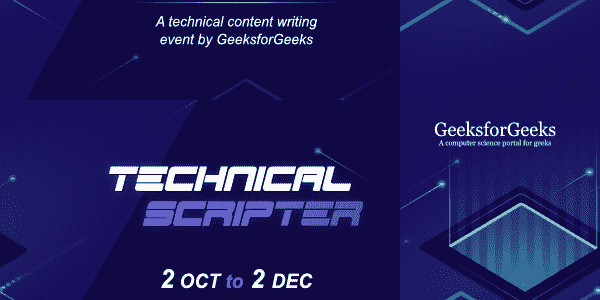 A technical content writing
event by GeeksforGeeks
TECHNICAL
SCRIPTER
2 OCT to 2 DEC
GeeksforGeeks
A computer science portal for geeks